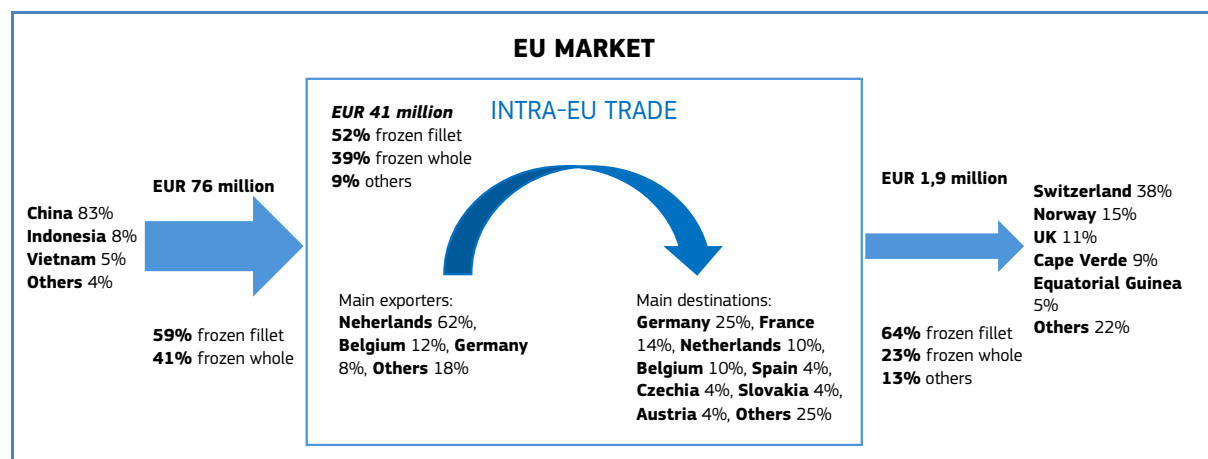 EU MARKET
EUR 76 million
China 83%
Indonesia 8%
Vietnam 5%
Others 4%
59% frozen fillet
41% frozen whole
INTRA-EU TRADE
EUR 41 million
52% frozen fillet
39% frozen whole
9% others
Main exporters:
Neherlands 62%,
Belgium 12%, Germany
8%, Others 18%
Main destinations:
Germany 25%, France
14%, Netherlands 10%,
Belgium 10%, Spain 4%,
Czechia 4%, Slovakia 4%,
Austria 4%, Others 25%
EUR 1,9 million
64% frozen fillet
23% frozen whole
13% others
Switzerland 38%
Norway 15%
UK 11%
Cape Verde 9%
Equatorial Guinea
5%
Others 22%